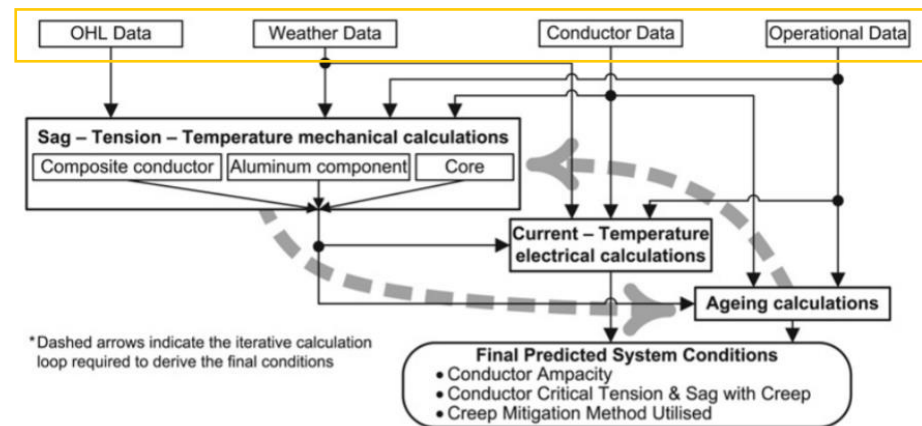 OHL Data
Weather Data
Conductor Data
Operational Data
Sag – Tension – Temperature mechanical calculations
Composite conductor
Aluminum component
Core
Current – Temperature
electrical calculations
Ageing calculations
*Dashed arrows indicate the iterative calculation
loop required to derive the final conditions
Final Predicted System Conditions
• Conductor Ampacity
• Conductor Critical Tension & Sag with Creep
• Creep Mitigation Method Utilised